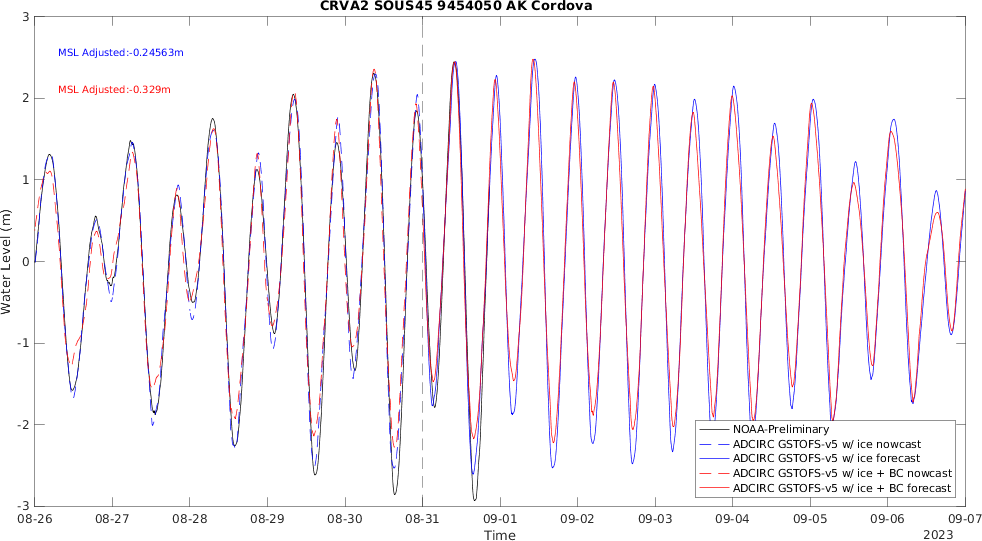 CRVA2 SOUS45 9454050 AK Cordova
MSL Adjusted:-0.24563m
MSL Adjusted:-0.329m
Water Level (m)
3
2
1
0
-1
-2
-3
NOAA-Preliminary
ADCIRC GSTOFS-v5 w/ ice nowcast
ADCIRC GSTOFS-v5 w/ ice forecast
ADCIRC GSTOFS-v5 w/ ice + BC nowcast
ADCIRC GSTOFS-v5 w/ ice + BC forecast
08-26 08-27 08-28 08-29 08-30 08-31 09-01 09-02 09-03 09-04 09-05 09-06 09-07
Time
2023